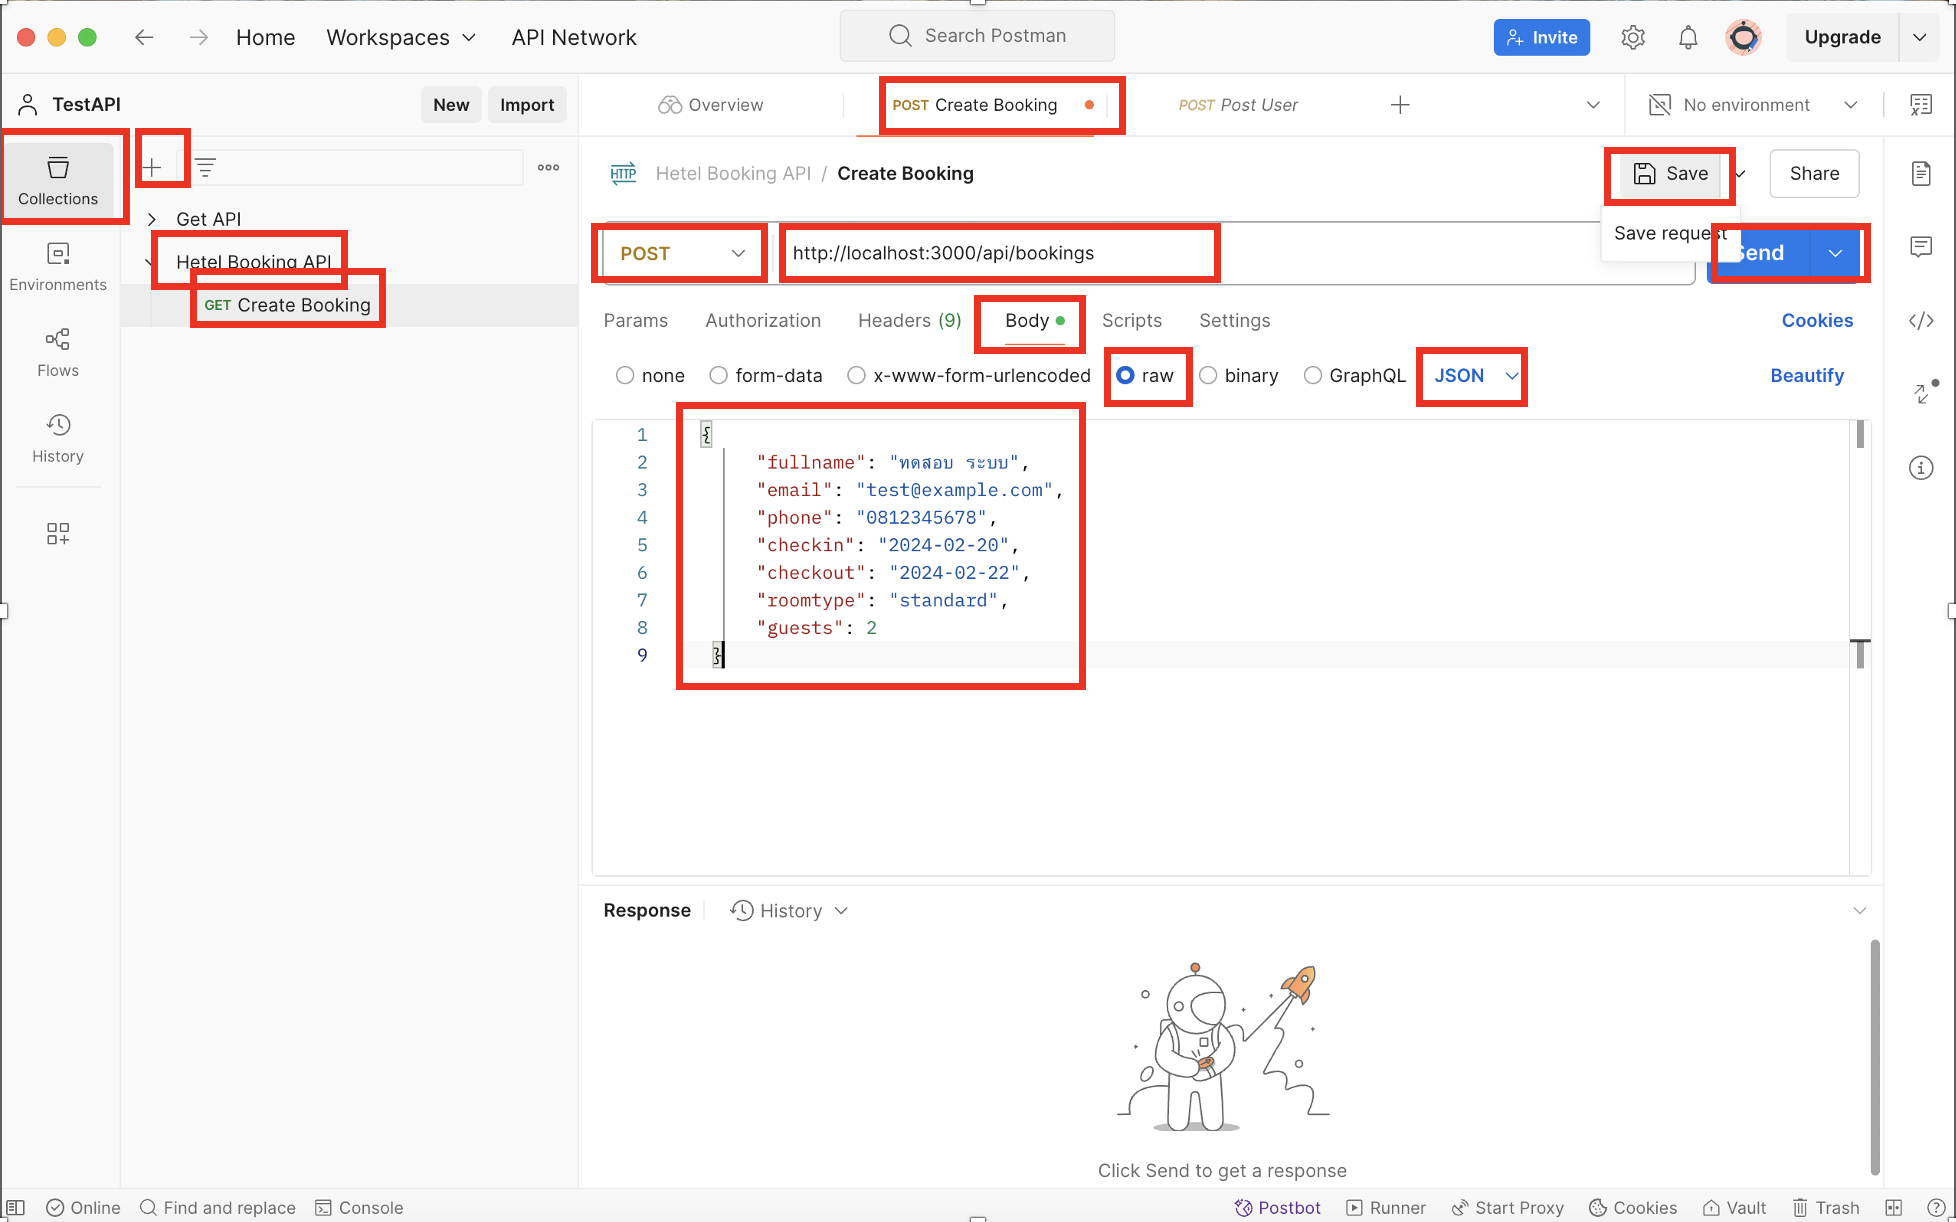 Home Workspaces API Network Search Postman Invite Upgrade
TestAPI New Import Overview POST Create Booking POST Post User No environment
Collections
Environments
Flows
History
Get API
Hetel Booking API
GET Create Booking
HTTP Hetel Booking API / Create Booking Save Share
POST http://localhost:3000/api/bookings Save request Send
Params Authorization Headers (9) Body Scripts Settings Cookies
none form-data x-www-form-urlencoded raw binary GraphQL JSON Beautify
1 {
2 "fullname": "ทดสอบ ระบบ",
3 "email": "test@example.com",
4 "phone": "0812345678",
5 "checkin": "2024-02-20",
6 "checkout": "2024-02-22",
7 "roomtype": "standard",
8 "guests": 2
9 }
Response History
Click Send to get a response
Online Find and replace Console Postbot Runner Start Proxy Cookies Vault Trash